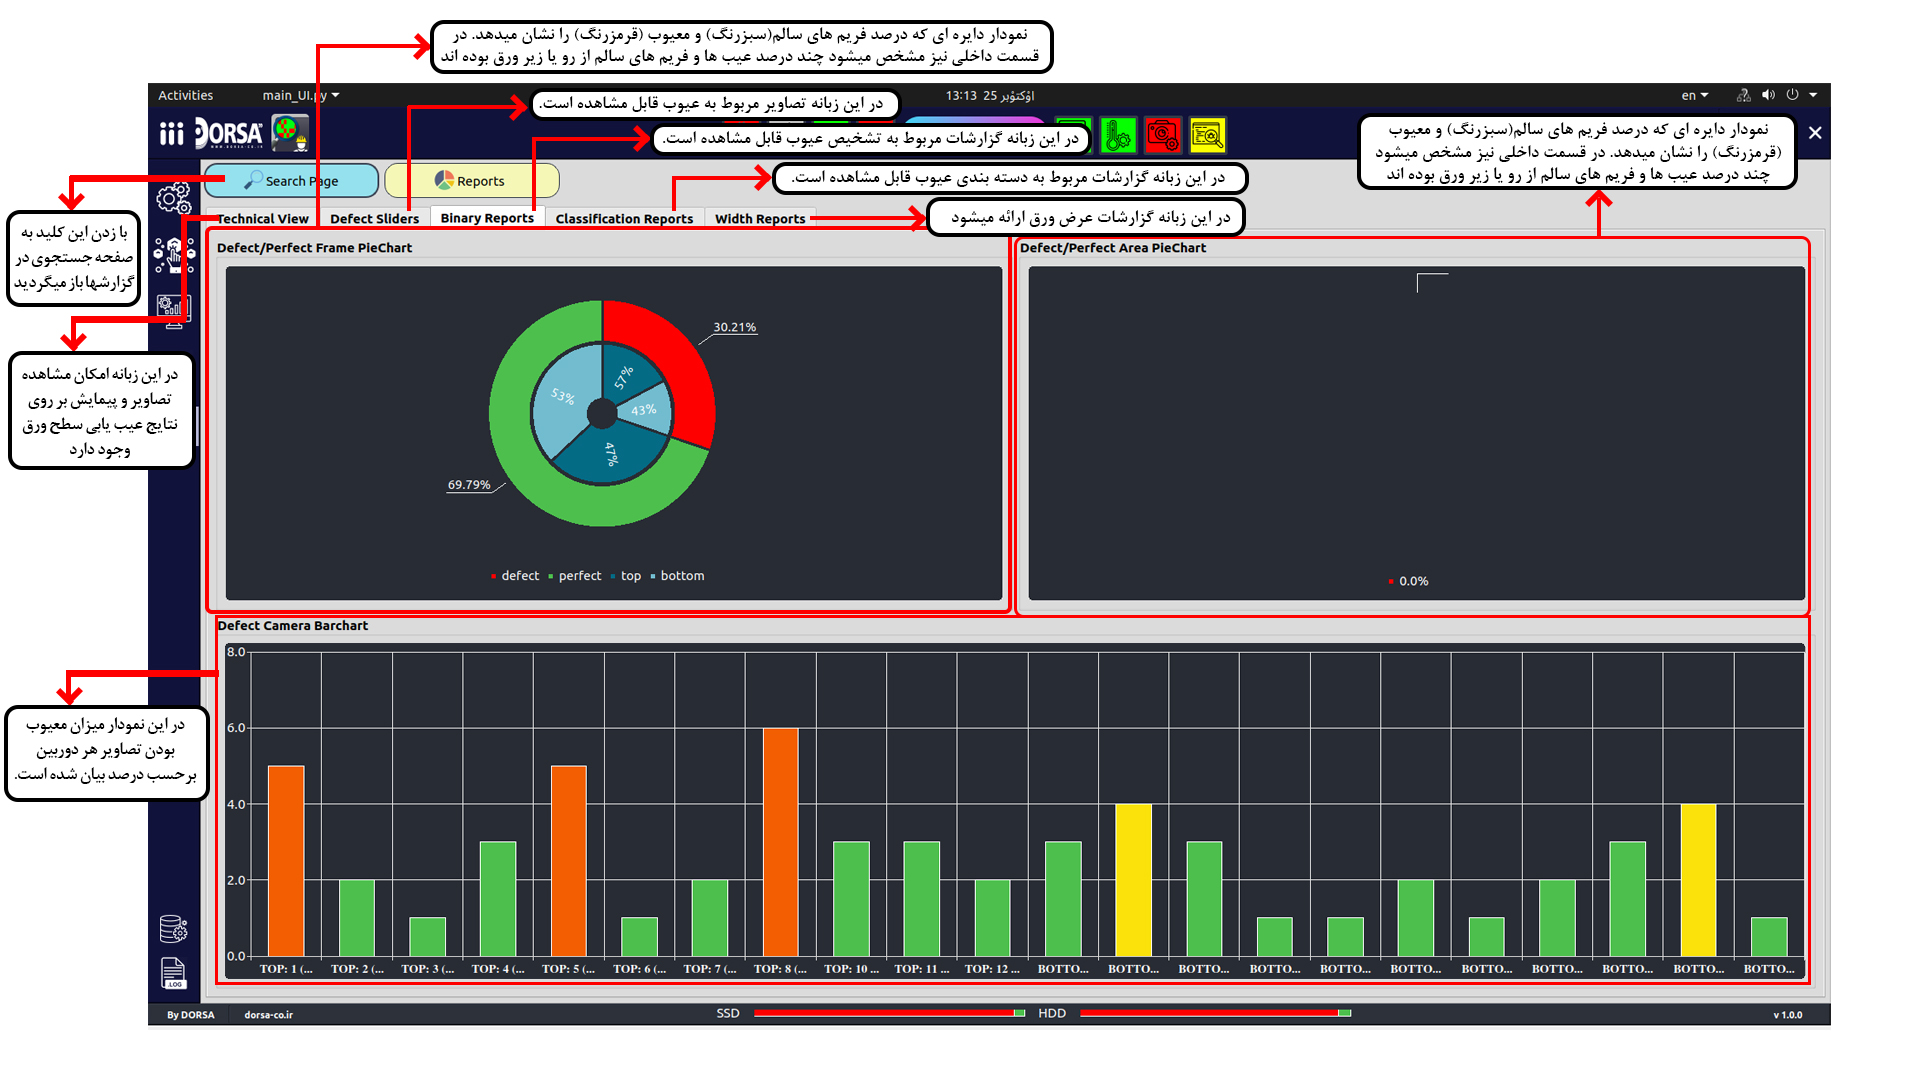 نمودار دایره ای که درصد فریم های سالم(سبزرنگ) و معیوب (قرمزرنگ) را نشان میدهد. در
قسمت داخلی نیز مشخص میشود چند درصد عیب ها و فریم های سالم از رو یا زیر ورق بوده اند
Activities
main_UI.py
13:13 25 اؤکتؤبر
en
در این زبانه تصاویر مربوط به عیوب قابل مشاهده است.
iii DORSA
WWW.DORSA-CO.IR
در این زبانه گزارشات مربوط به تشخیص عیوب قابل مشاهده است.
نمودار دایره ای که درصد فریم های سالم(سبزرنگ) و معیوب
(قرمزرنگ) را نشان میدهد. در قسمت داخلی نیز مشخص میشود
چند درصد عیب ها و فریم های سالم از رو یا زیر ورق بوده اند
Search Page
Reports
در این زبانه گزارشات مربوط به دسته بندی عیوب قابل مشاهده است.
Technical View
Defect Sliders
Binary Reports
Classification Reports
Width Reports
در این زبانه گزارشات عرض ورق ارائه میشود
با زدن این کلید به
صفحه جستجوی در
گزارشها باز میگردید
Defect/Perfect Frame PieChart
Defect/Perfect Area PieChart
30.21%
57%
53%
43%
47%
69.79%
defect
perfect
top
bottom
0.0%
در این زبانه امکان مشاهده
تصاویر و پیمایش بر روی
نتایج عیب یابی سطح ورق
وجود دارد
Defect Camera Barchart
8.0
6.0
4.0
2.0
0.0
در این نمودار میزان معیوب
بودن تصاویر هر دوربین
برحسب درصد بیان شده است.
TOP: 1 (...
TOP: 2 (...
TOP: 3 (...
TOP: 4 (...
TOP: 5 (...
TOP: 6 (...
TOP: 7 (...
TOP: 8 (...
TOP: 10 ...
TOP: 11 ...
TOP: 12 ...
BOTTO...
BOTTO...
BOTTO...
BOTTO...
BOTTO...
BOTTO...
BOTTO...
BOTTO...
BOTTO...
BOTTO...
BOTTO...
.LOG
By DORSA
dorsa-co.ir
SSD
HDD
v 1.0.0